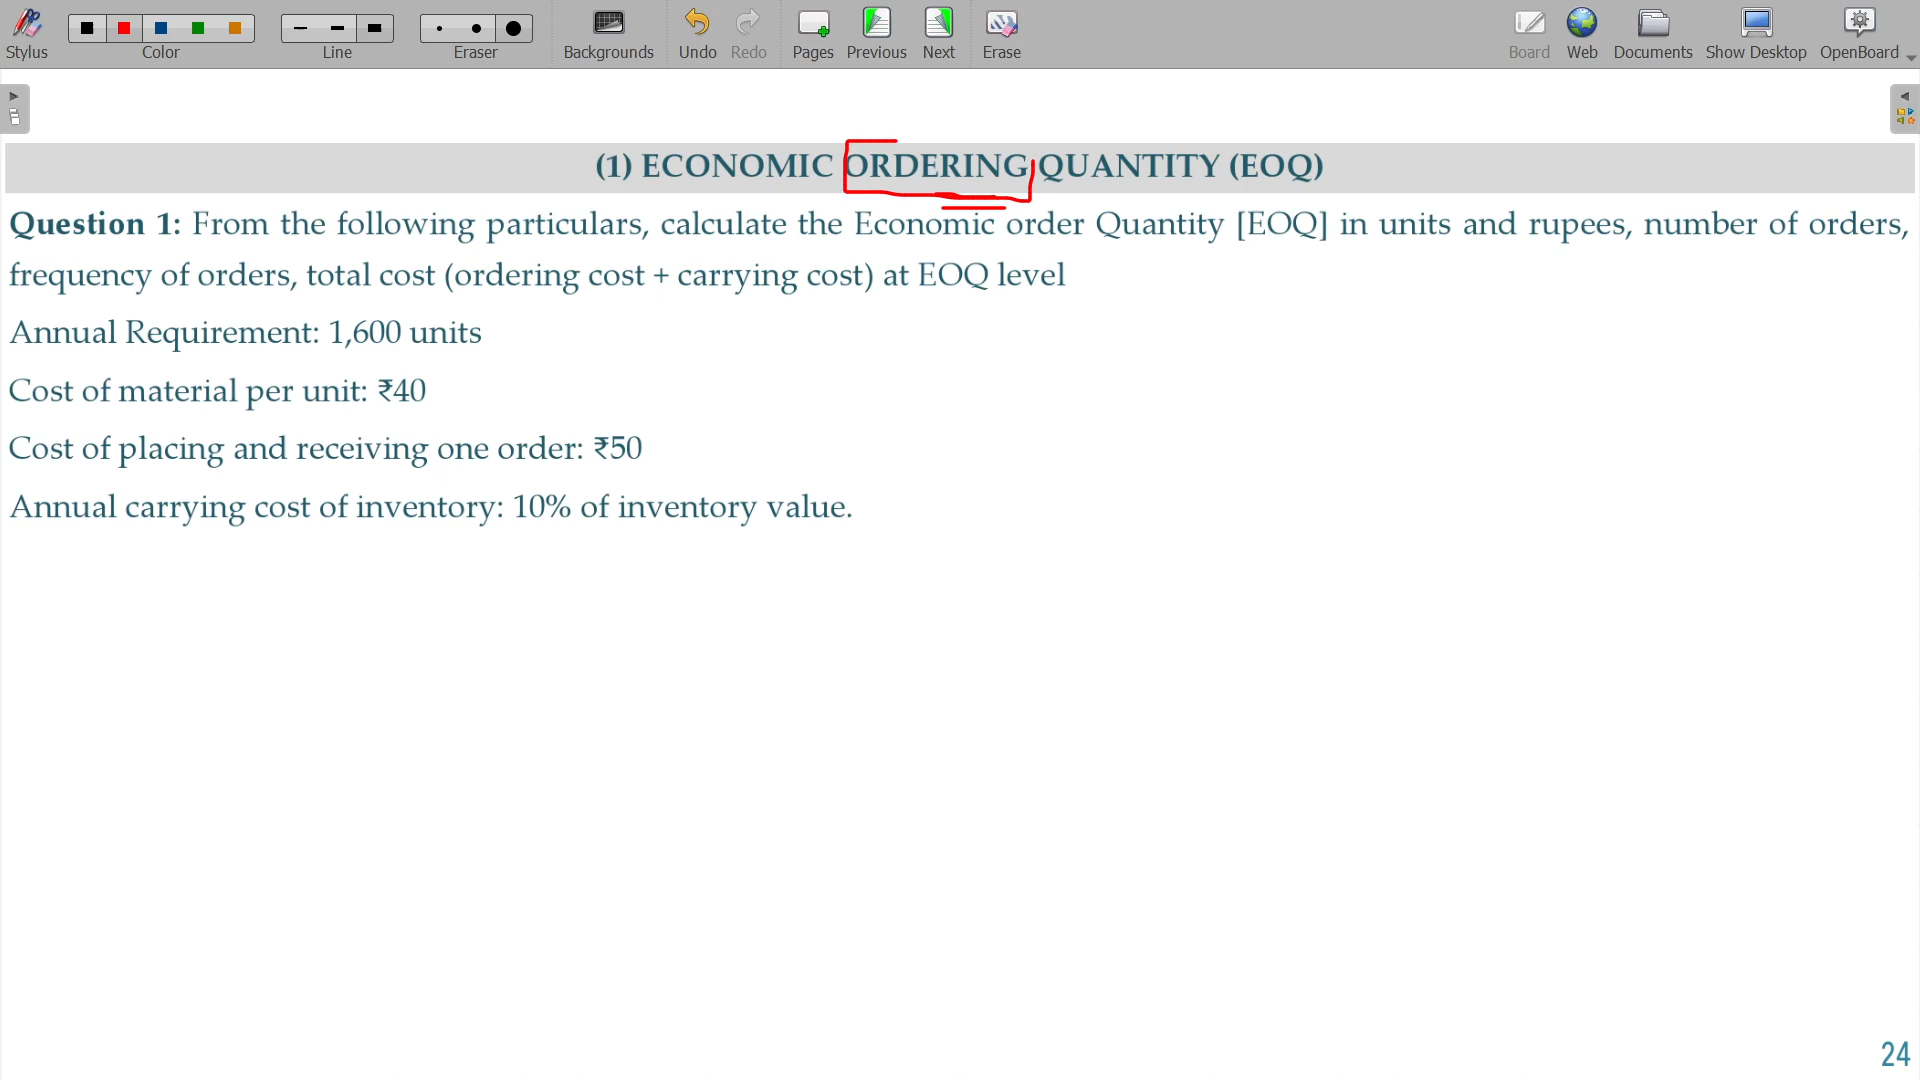 Stylus
Color
Line
Eraser
Backgrounds
Undo
Redo
Pages
Previous
Next
Erase
Board
Web
Documents
Show Desktop
OpenBoard
(1) ECONOMIC ORDERING QUANTITY (EOQ)
Question 1: From the following particulars, calculate the Economic order Quantity [EOQ] in units and rupees, number of orders,
frequency of orders, total cost (ordering cost + carrying cost) at EOQ level
Annual Requirement: 1,600 units
Cost of material per unit: ₹40
Cost of placing and receiving one order: ₹50
Annual carrying cost of inventory: 10% of inventory value.
24